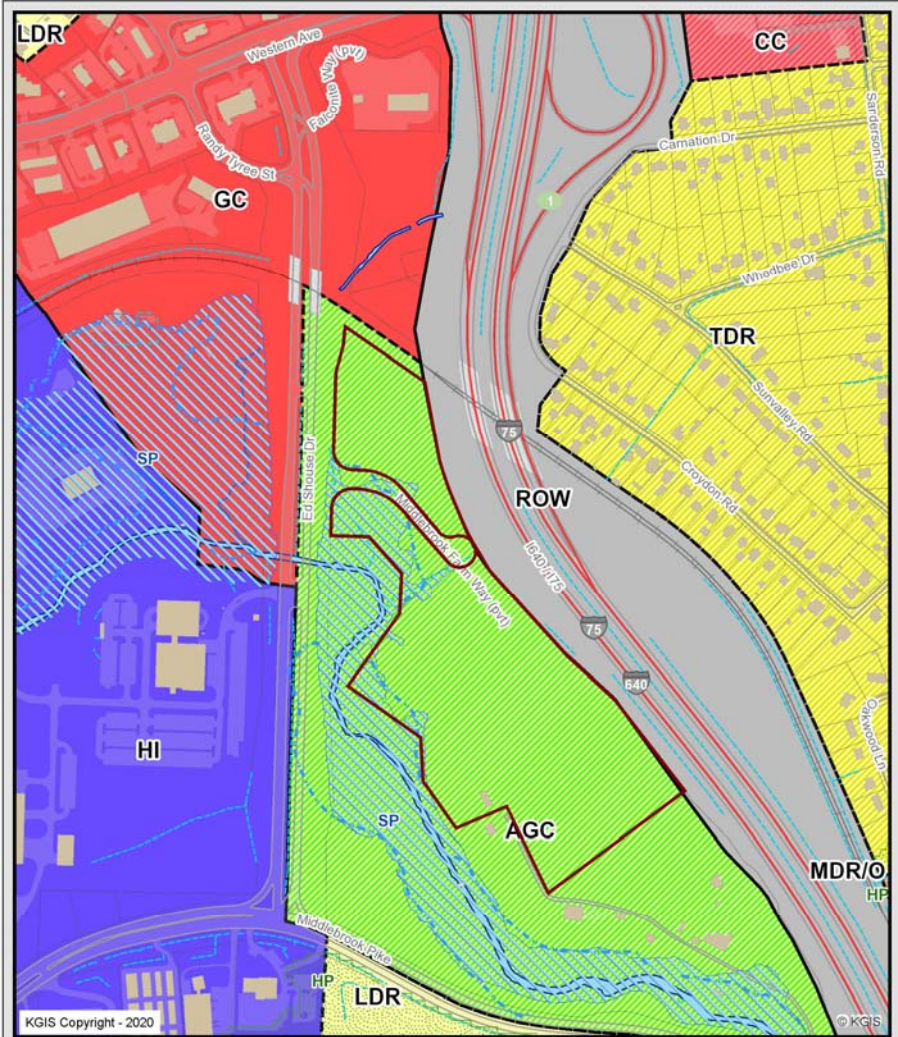 LDR
Western Ave
Falconite Way (pvt)
CC
Randy Tyree St
GC
Sanderson Rd
Carnation Dr
1
Whedbee Dr
TDR
Sunvalley Rd
SP
Ed Shouse Dr
75
Croydon Rd
ROW
Middlebrook Farm Way (pvt)
I640-/I75
75
640
Oakwood Ln
HI
SP
AGC
MDR/O
HP
Middlebrook Pike
HP
LDR
KGIS Copyright - 2020
© KGIS